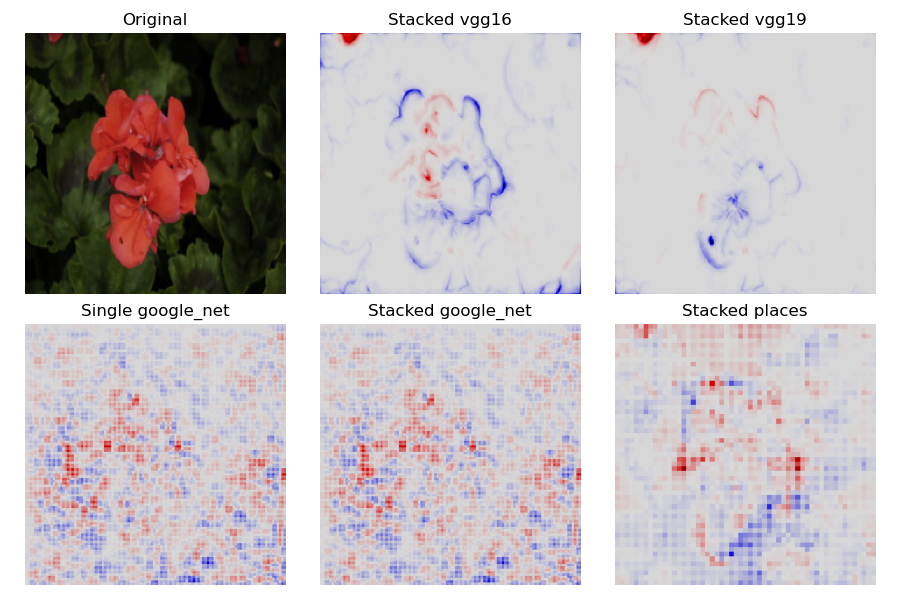 Original
Stacked vgg16
Stacked vgg19
Single google_net
Stacked google_net
Stacked places